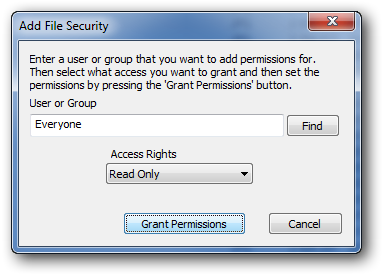 Add File Security
Enter a user or group that you want to add permissions for.
Then select what access you want to grant and then set the
permissions by pressing the 'Grant Permissions' button.
User or Group
Everyone
Find
Access Rights
Read Only
Grant Permissions
Cancel